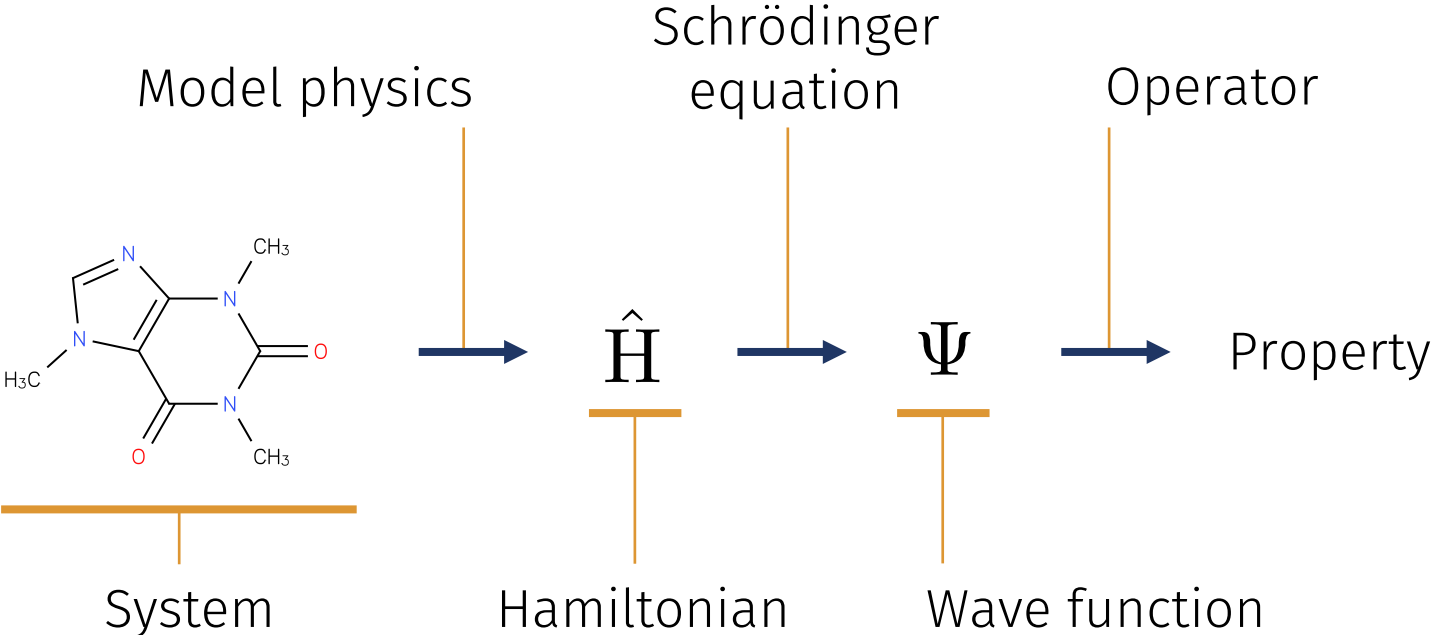 Schrödinger
equation
Model physics
Operator
N
CH3
N
N
O
H3C
N
O
CH3
Ĥ
Ψ
Property
System
Hamiltonian
Wave function